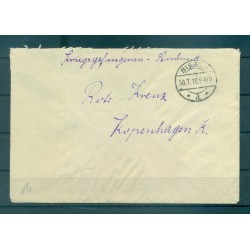 Kriegsgefangenen-Sendung
Rote Kreuz
Kopenhagen K.